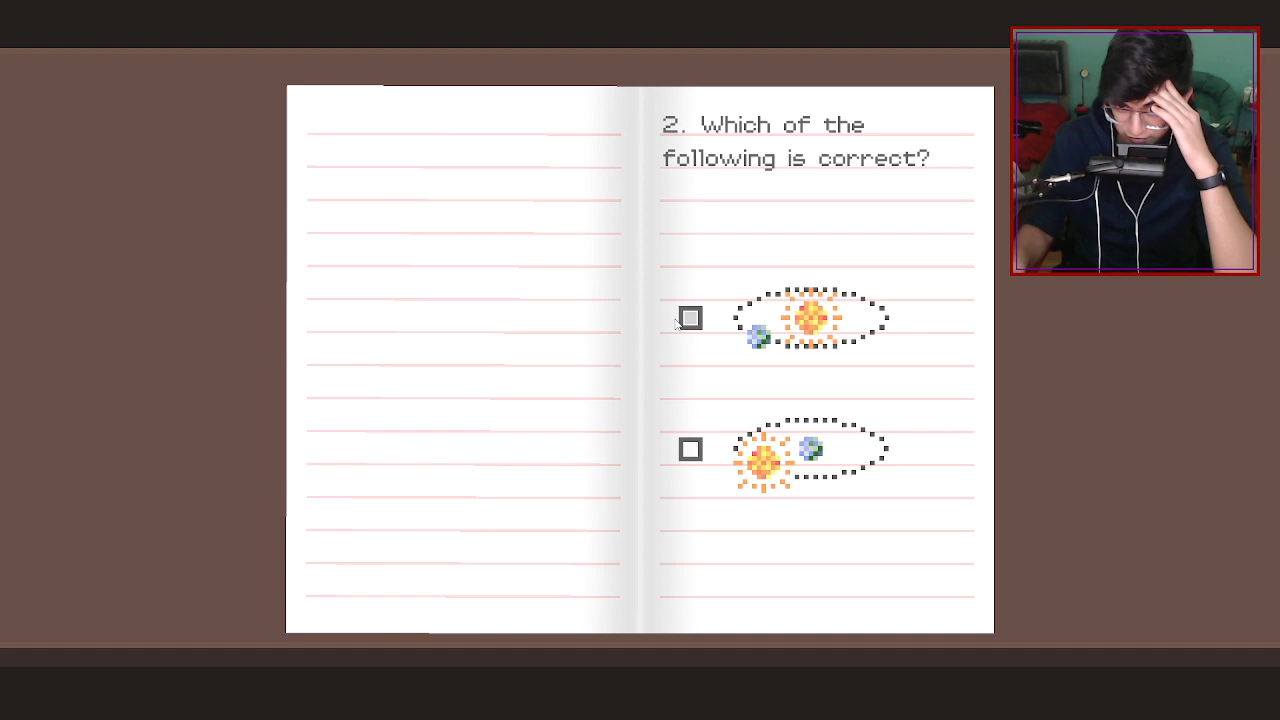 2. Which of the
following is correct?